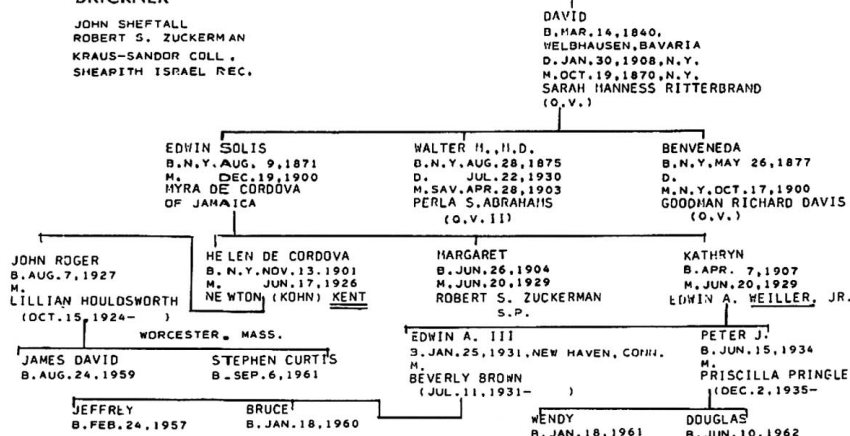 BRICKNER
JOHN SHEFTALL
ROBERT S. ZUCKERMAN
KRAUS-SANDOR COLL.
SHEARITH ISRAEL REC.
DAVID
B.MAR.14,1840,
WELBHAUSEN,BAVARIA
D.JAN.30,1908,N.Y.
M.OCT.19,1870,N.Y.
SARAH MANNESS RITTERBRAND
(Q.V.)
EDWIN SOLIS
B.N.Y.AUG. 9,1871
M. DEC.19,1900
MYRA DE CORDOVA
OF JAMAICA
WALTER M.,M.D.
B.N.Y.AUG.28,1875
D. JUL.22,1930
M.SAV.APR.28,1903
PERLA S.ABRAHAMS
(Q.V.II)
BENVENEDA
B.N.Y.MAY 26,1877
D.
M.N.Y.OCT.17,1900
GOODMAN RICHARD DAVIS
(Q.V.)
JOHN ROGER
B.AUG.7,1927
M.
LILLIAN HOULDSWORTH
(OCT.15,1924- )
WORCESTER, MASS.
HELEN DE CORDOVA
B.N.Y.NOV.13.1901
M. JUN.17,1926
NEWTON (KOHN) KENT
MARGARET
B.JUN.26,1904
M.JUN.20,1929
ROBERT S. ZUCKERMAN
S.P.
KATHRYN
B.APR. 7,1907
M.JUN.20,1929
EDWIN A. WEILLER, JR.
JAMES DAVID
B.AUG.24,1959
STEPHEN CURTIS
B.SEP.6,1961
EDWIN A. III
B.JAN.25,1931,NEW HAVEN, CONN.
M.
BEVERLY BROWN
(JUL.11,1931- )
PETER J.
B.JUN.15,1934
M.
PRISCILLA PRINGLE
(DEC.2,1935-
JEFFREY
B.FEB.24,1957
BRUCE
B.JAN.18,1960
WENDY
B.JAN.18,1961
DOUGLAS
B.JUN.10,1962